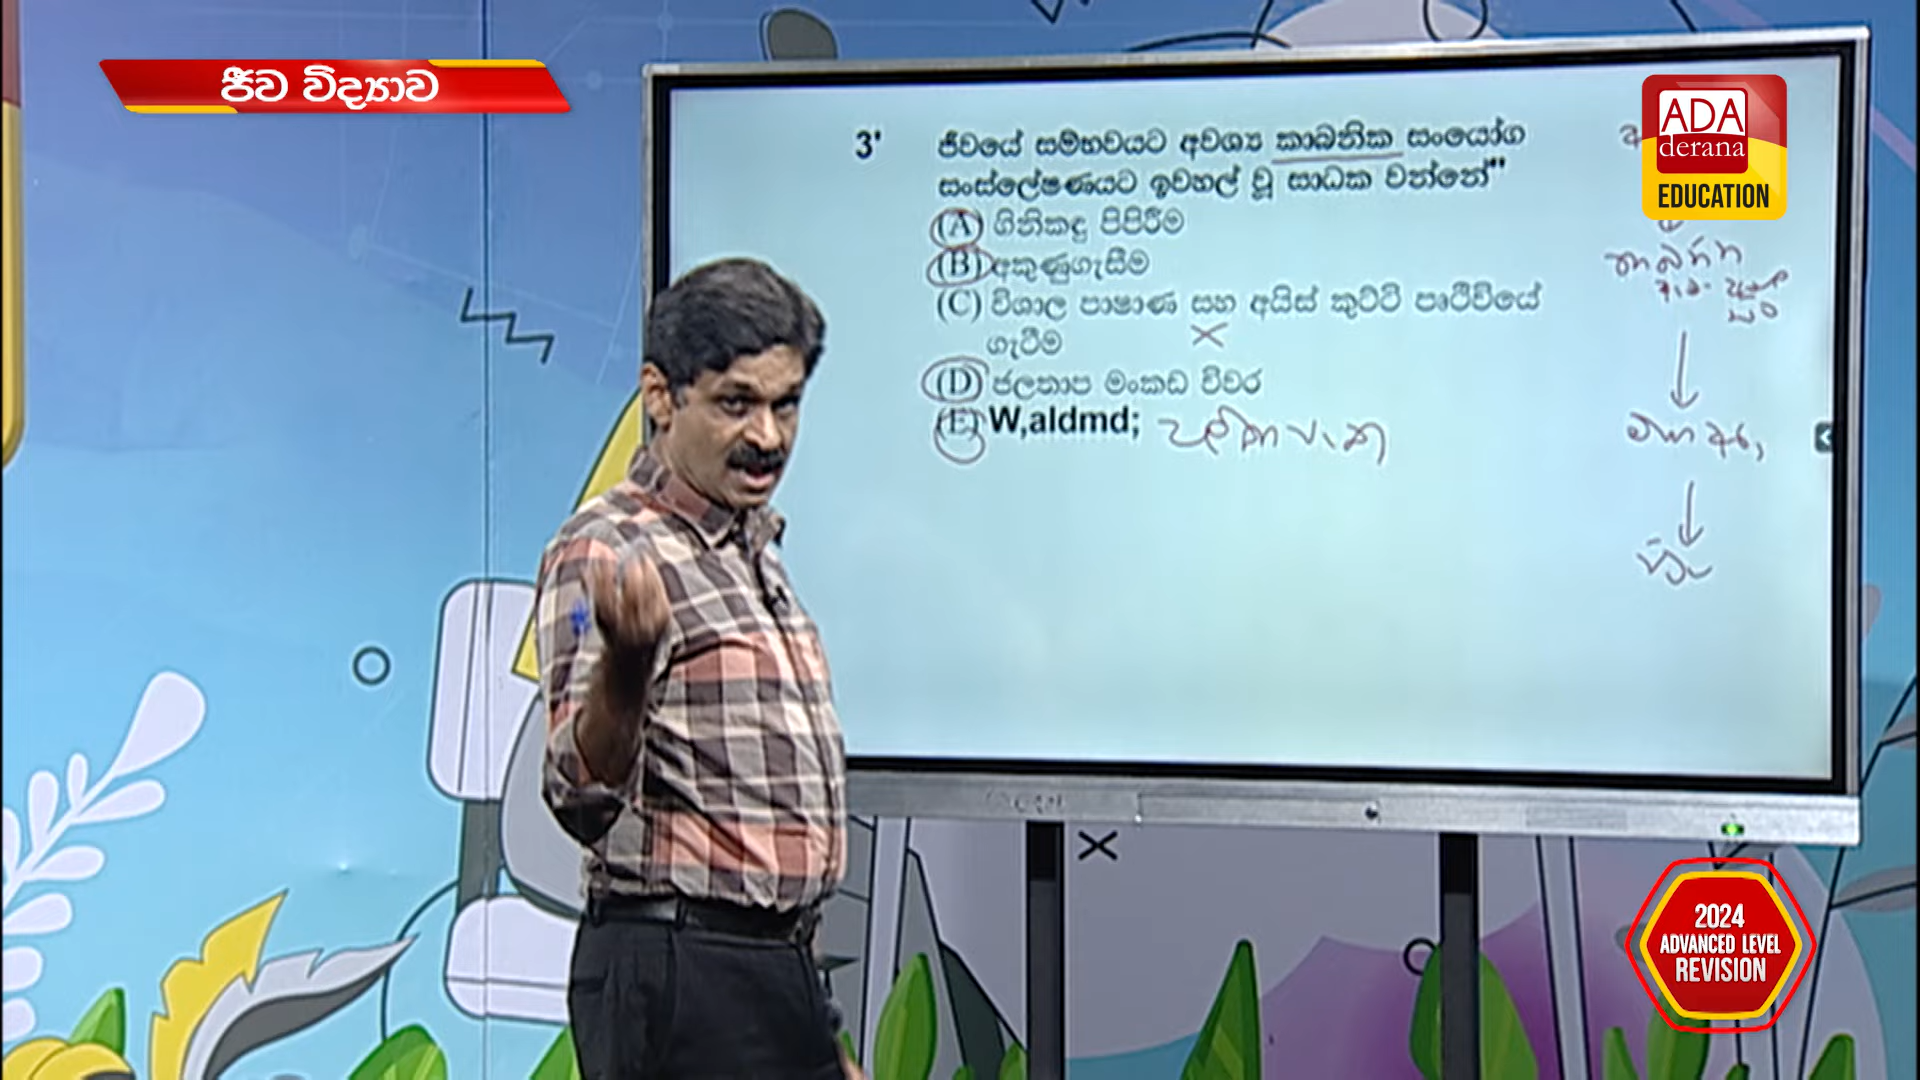 ජීව විද්‍යාව
ADA
derana
EDUCATION
3' ජීවයේ සම්භවයට අවශ්‍ය කාබනික සංයෝග
සංස්ලේෂණයට ඉවහල් වූ සාධක වන්නේ"
(A) ගිනිකඳු පිපිරීම
(B) අකුණුගැසීම
(C) විශාල පාෂාණ සහ අයිස් කුට්ටි පෘථිවියේ
ගැටීම
(D) ජලතාප මංකඩ විවර
(E) W,aldmd;
2024
ADVANCED LEVEL
REVISION